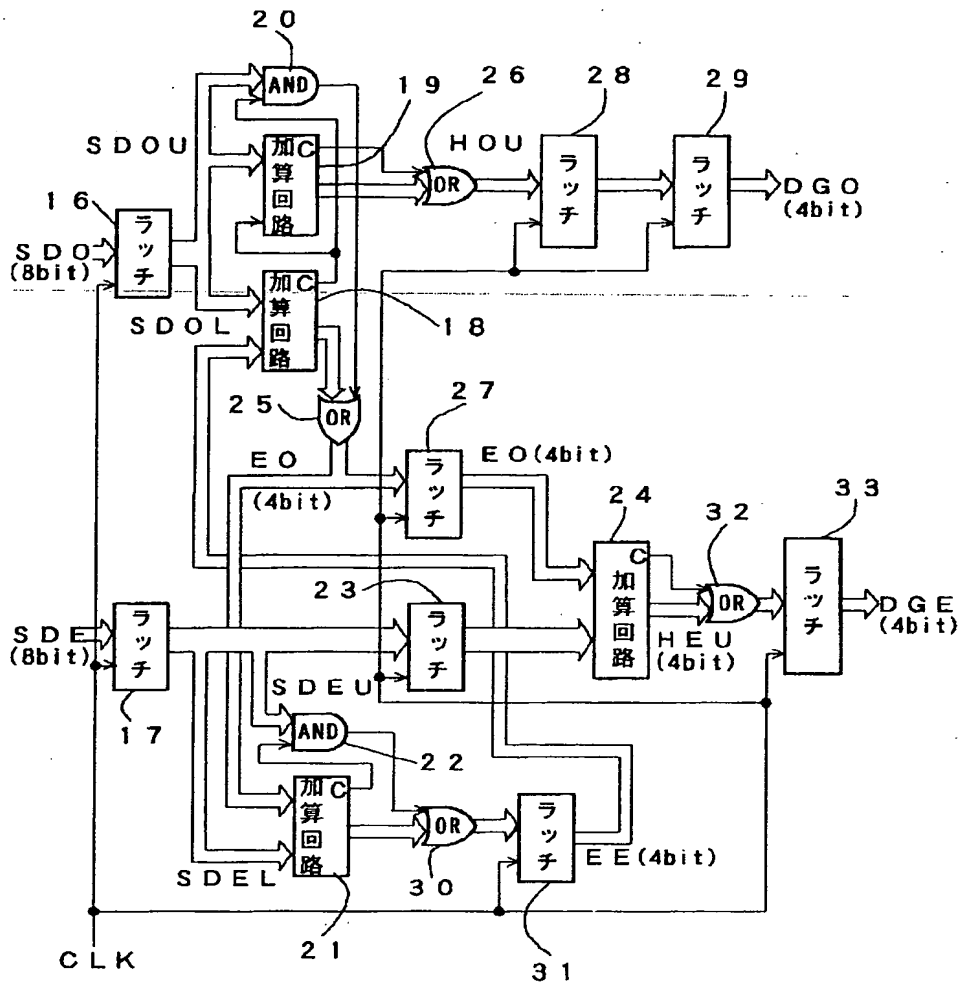 20
AND
26
28
29
19
SDOU
加算回路
C
HOU
OR
ラッチ
ラッチ
DGO
(4bit)
16
SDO
(8bit)
ラッチ
加算回路
C
SDOL
18
25
OR
27
EO
(4bit)
ラッチ
EO(4bit)
24
32
33
加算回路
C
OR
ラッチ
DGE
(4bit)
HEU
(4bit)
23
SDE
(8bit)
ラッチ
ラッチ
SDEU
17
AND
22
加算回路
C
OR
ラッチ
EE(4bit)
SDEL
30
21
31
CLK